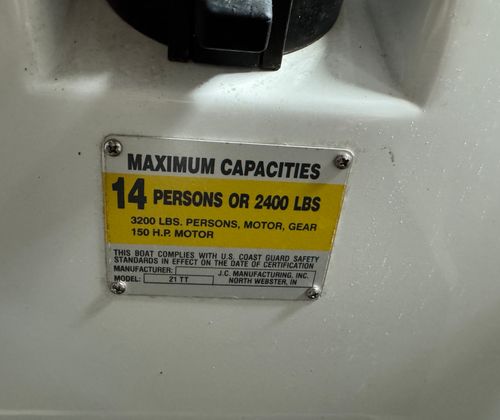 MAXIMUM CAPACITIES
14 PERSONS OR 2400 LBS
3200 LBS. PERSONS, MOTOR, GEAR
150 H.P. MOTOR
THIS BOAT COMPLIES WITH U.S. COAST GUARD SAFETY
STANDARDS IN EFFECT ON THE DATE OF CERTIFICATION
MANUFACTURER: J.C. MANUFACTURING, INC.
MODEL: 21 TT NORTH WEBSTER, IN